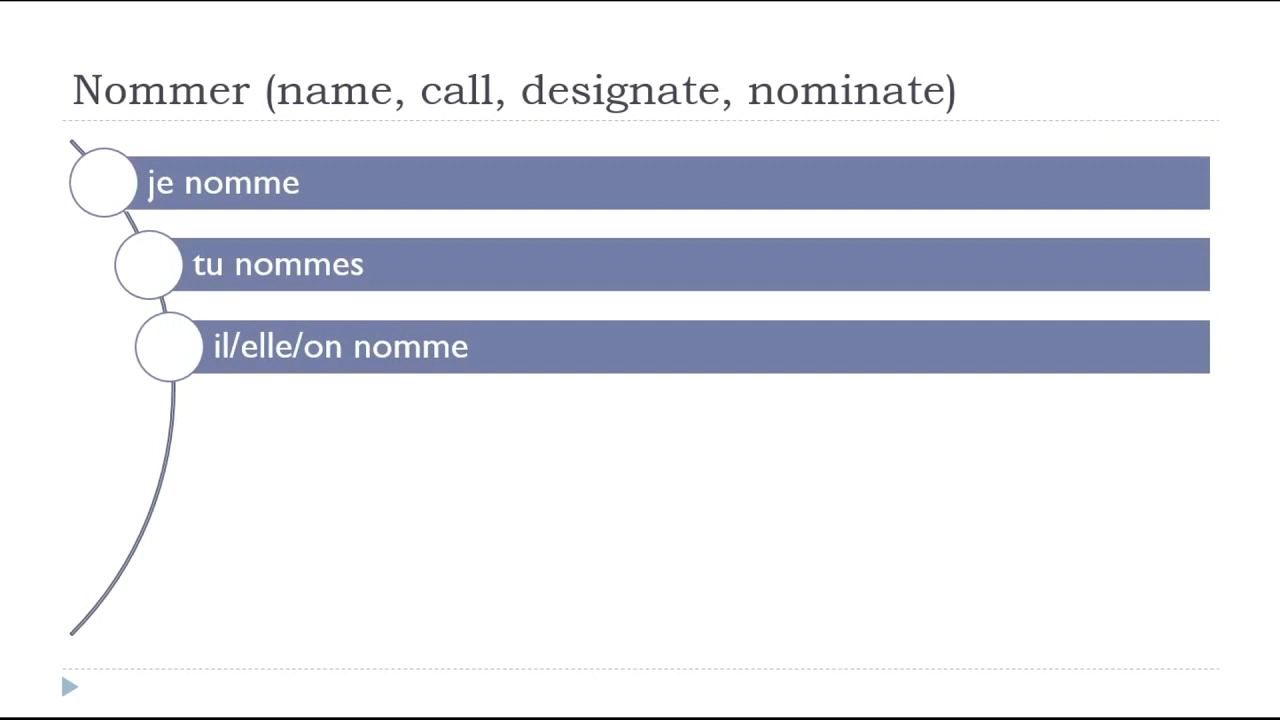 Nommer (name, call, designate, nominate)
je nomme
tu nommes
il/elle/on nomme